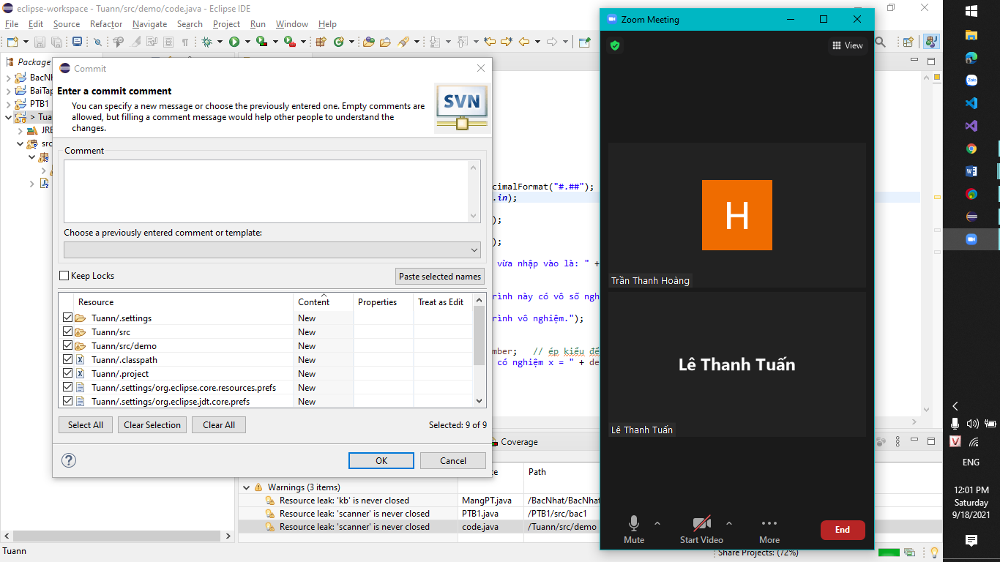 eclipse-workspace - Tuann/src/demo/code.java - Eclipse IDE
File Edit Source Refactor Navigate Search Project Run Window Help
Package
BacNh
BaiTap
PTB1
> Tua
JRE
src
Commit
Enter a commit comment
You can specify a new message or choose the previously entered one. Empty comments are
allowed, but filling a comment message would help other people to understand the
changes.
SVN
Comment
Choose a previously entered comment or template:
Keep Locks
Paste selected names
Resource Content Properties Treat as Edit
Tuann/.settings New
Tuann/src New
Tuann/src/demo New
Tuann/.classpath New
Tuann/.project New
Tuann/.settings/org.eclipse.core.resources.prefs New
Tuann/.settings/org.eclipse.jdt.core.prefs New
Select All Clear Selection Clear All Selected: 9 of 9
OK Cancel
cimalFormat("#.##");
.in);
);
);
vừa nhập vào là: " +
rình này có vô số ngh
rình vô nghiệm.");
mber; // ép kiểu để
có nghiệm x = " + de
Coverage
Path
Warnings (3 items)
Resource leak: 'kb' is never closed MangPT.java /BacNhat/BacNhat
Resource leak: 'scanner' is never closed PTB1.java /PTB1/src/bac1
Resource leak: 'scanner' is never closed code.java /Tuann/src/demo
Tuann
Share Projects: (72%)
Zoom Meeting
View
H
Trần Thanh Hoàng
Lê Thanh Tuấn
Lê Thanh Tuấn
Mute Start Video More End
ENG
12:01 PM
Saturday
9/18/2021